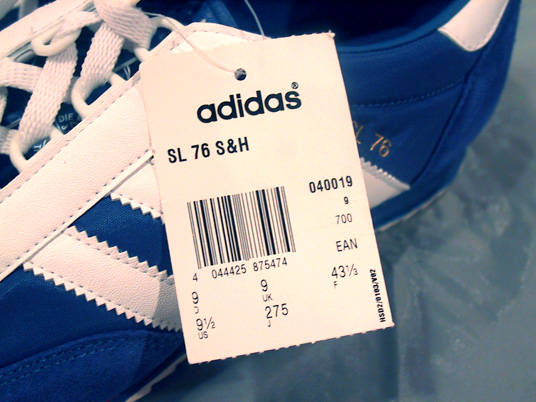 adidas®
SL 76 S&H
040019
9
700
EAN
4 044425 875474
9 9 43⅓
D UK F
9½ 275
US J
SL 76